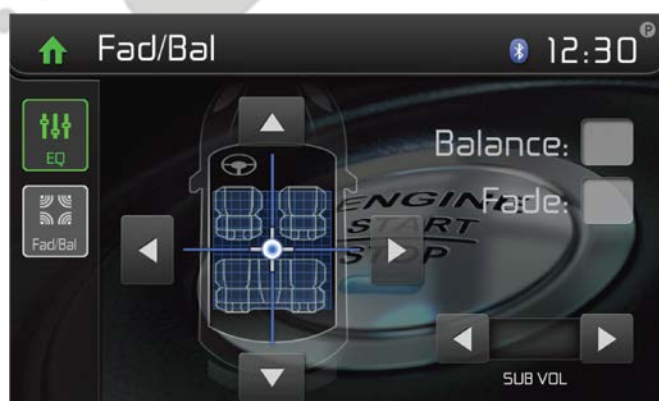 Fad/Bal
12:30
P
EQ
Fad/Bal
Balance:
Fade:
ENGINE
START
STOP
SUB VOL